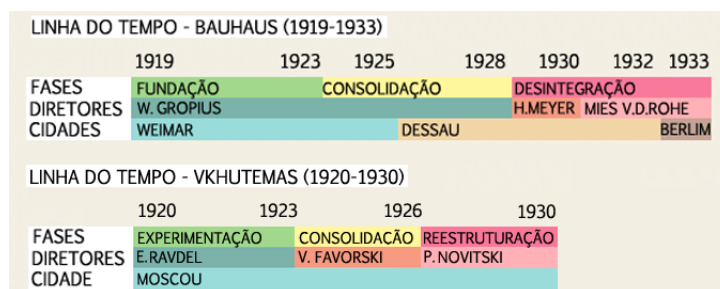 LINHA DO TEMPO - BAUHAUS (1919-1933)
1919 1923 1925 1928 1930 1932 1933
FASES FUNDAÇÃO CONSOLIDAÇÃO DESINTEGRAÇÃO
DIRETORES W. GROPIUS H.MEYER MIES V.D.ROHE
CIDADES WEIMAR DESSAU BERLIM
LINHA DO TEMPO - VKHUTEMAS (1920-1930)
1920 1923 1926 1930
FASES EXPERIMENTAÇÃO CONSOLIDAÇÃO REESTRUTURAÇÃO
DIRETORES E.RAVDEL V. FAVORSKI P.NOVITSKI
CIDADE MOSCOU